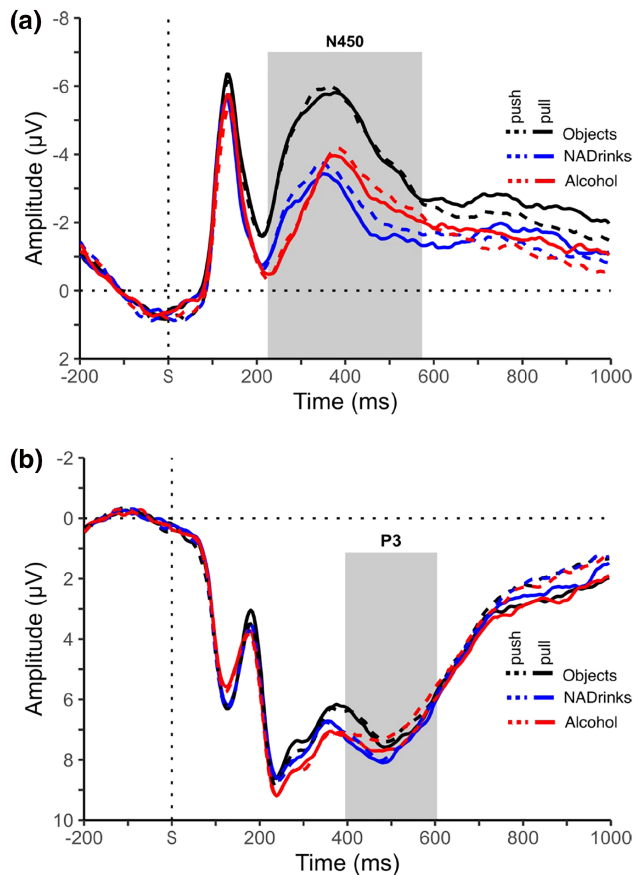 (a)
N450
Amplitude (µV)
-8
-6
-4
-2
0
2
push
pull
Objects
NADrinks
Alcohol
-200 S 200 400 600 800 1000
Time (ms)
(b)
P3
Amplitude (µV)
-2
0
2
4
6
8
10
push
pull
Objects
NADrinks
Alcohol
-200 S 200 400 600 800 1000
Time (ms)